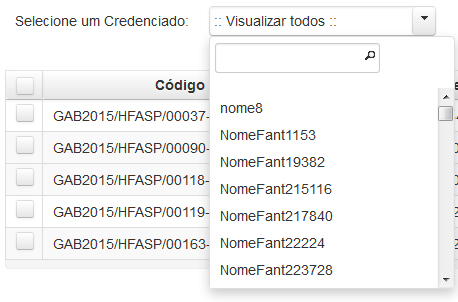 Selecione um Credenciado:
:: Visualizar todos ::
Código
GAB2015/HFASP/00037-
GAB2015/HFASP/00090-
GAB2015/HFASP/00118-
GAB2015/HFASP/00119-
GAB2015/HFASP/00163-
nome8
NomeFant1153
NomeFant19382
NomeFant215116
NomeFant217840
NomeFant22224
NomeFant223728